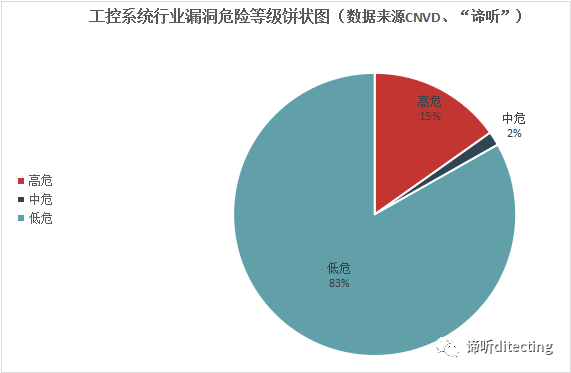 工控系统行业漏洞危险等级饼状图（数据来源CNVD、“谛听”）
高危
15%
中危
2%
高危
中危
低危
低危
83%
谛听ditecting